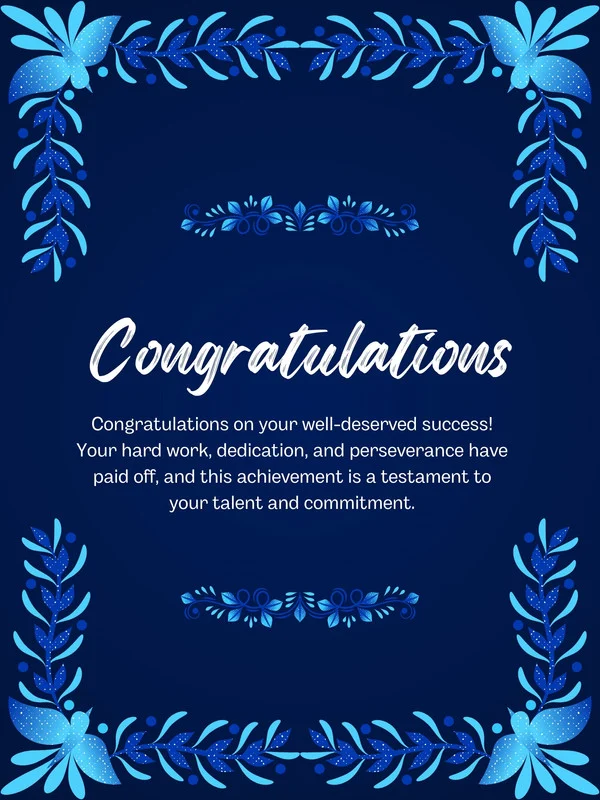 Congratulations
Congratulations on your well-deserved success!
Your hard work, dedication, and perseverance have
paid off, and this achievement is a testament to
your talent and commitment.